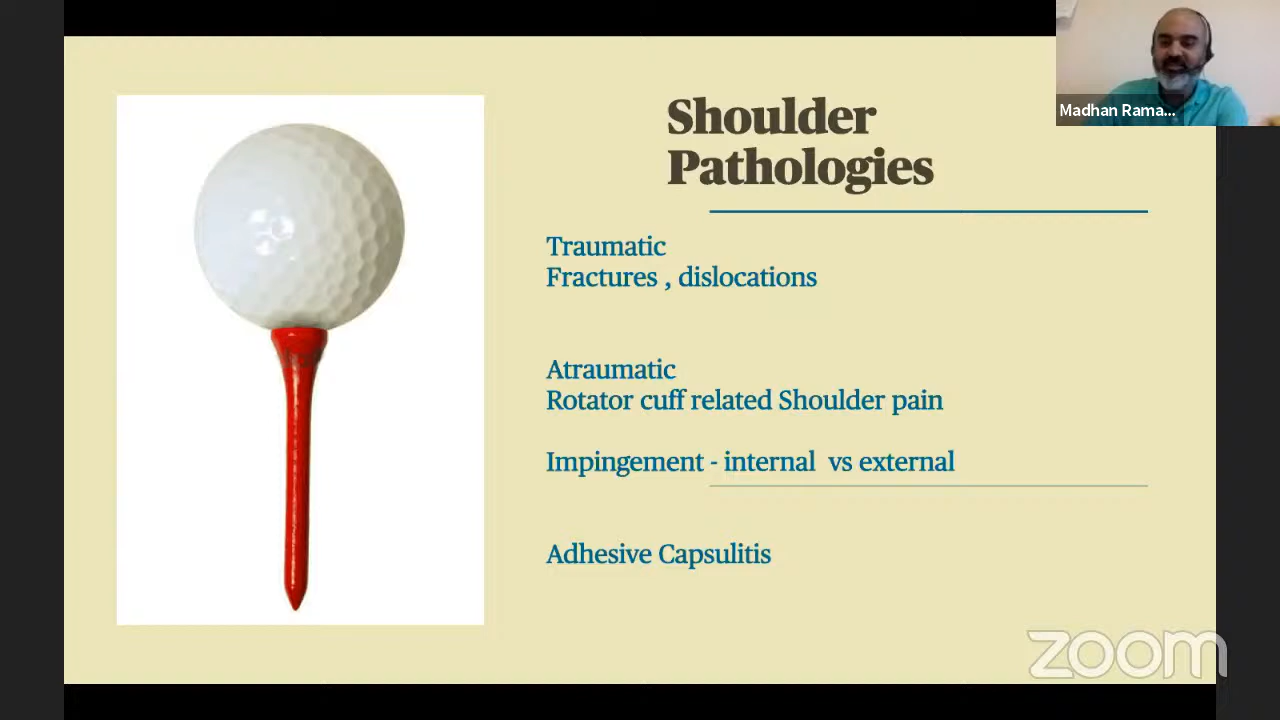 Shoulder
Pathologies
Traumatic
Fractures , dislocations
Atraumatic
Rotator cuff related Shoulder pain
Impingement - internal vs external
Adhesive Capsulitis
Madhan Rama...
zoom